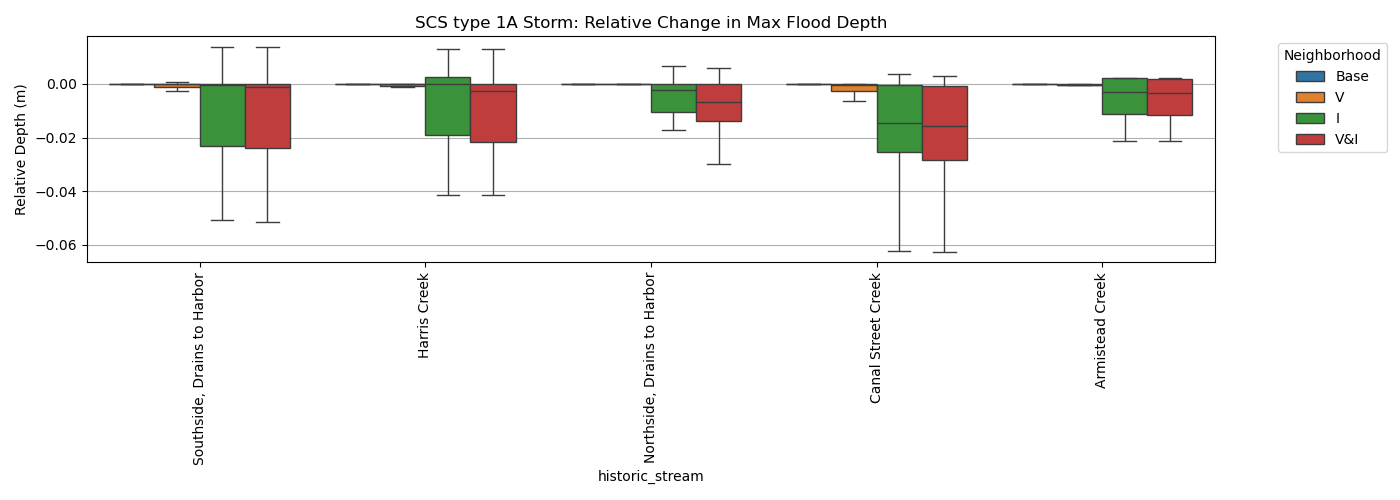 SCS type 1A Storm: Relative Change in Max Flood Depth
Relative Depth (m)
0.00
−0.02
−0.04
−0.06
Southside, Drains to Harbor
Harris Creek
Northside, Drains to Harbor
Canal Street Creek
Armistead Creek
historic_stream
Neighborhood
Base
V
I
V&I